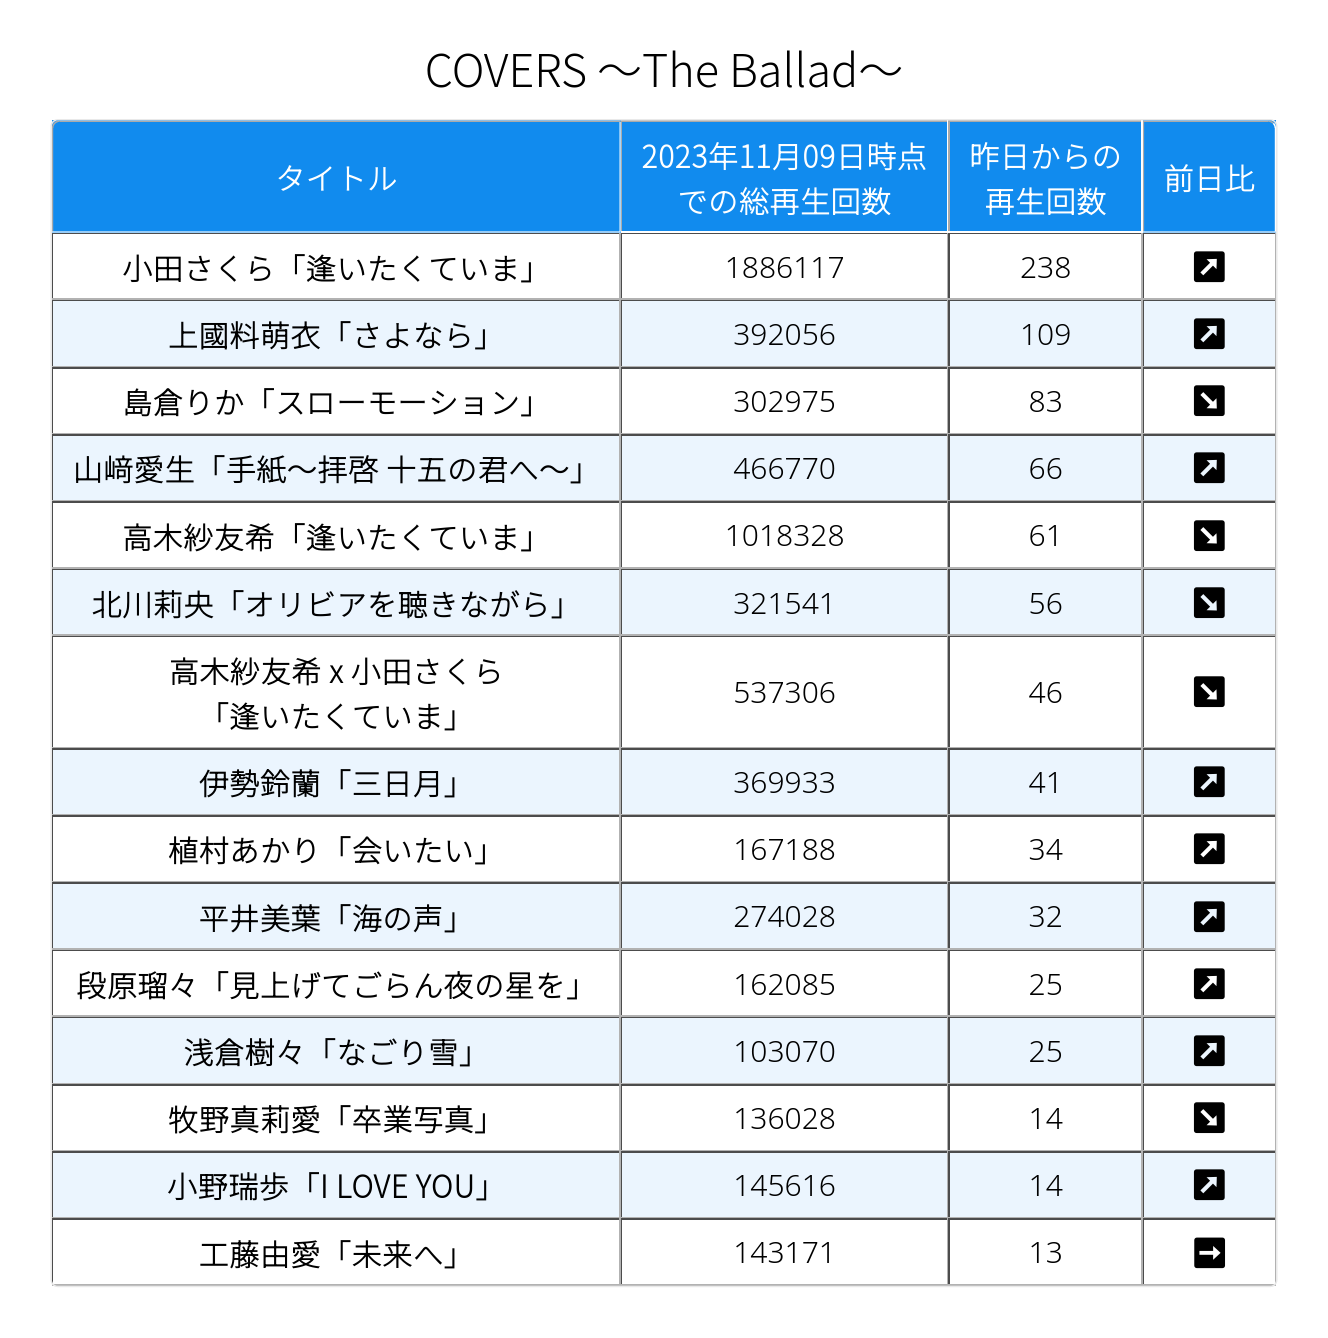 COVERS ～The Ballad～
タイトル
2023年11月09日時点
での総再生回数
昨日からの
再生回数
前日比
小田さくら「逢いたくていま」 1886117 238 ↗
上國料萌衣「さよなら」 392056 109 ↗
島倉りか「スローモーション」 302975 83 ↘
山﨑愛生「手紙～拝啓 十五の君へ～」 466770 66 ↗
高木紗友希「逢いたくていま」 1018328 61 ↘
北川莉央「オリビアを聴きながら」 321541 56 ↘
高木紗友希 x 小田さくら
「逢いたくていま」 537306 46 ↘
伊勢鈴蘭「三日月」 369933 41 ↗
植村あかり「会いたい」 167188 34 ↗
平井美葉「海の声」 274028 32 ↗
段原瑠々「見上げてごらん夜の星を」 162085 25 ↗
浅倉樹々「なごり雪」 103070 25 ↗
牧野真莉愛「卒業写真」 136028 14 ↘
小野瑞歩「I LOVE YOU」 145616 14 ↗
工藤由愛「未来へ」 143171 13 →